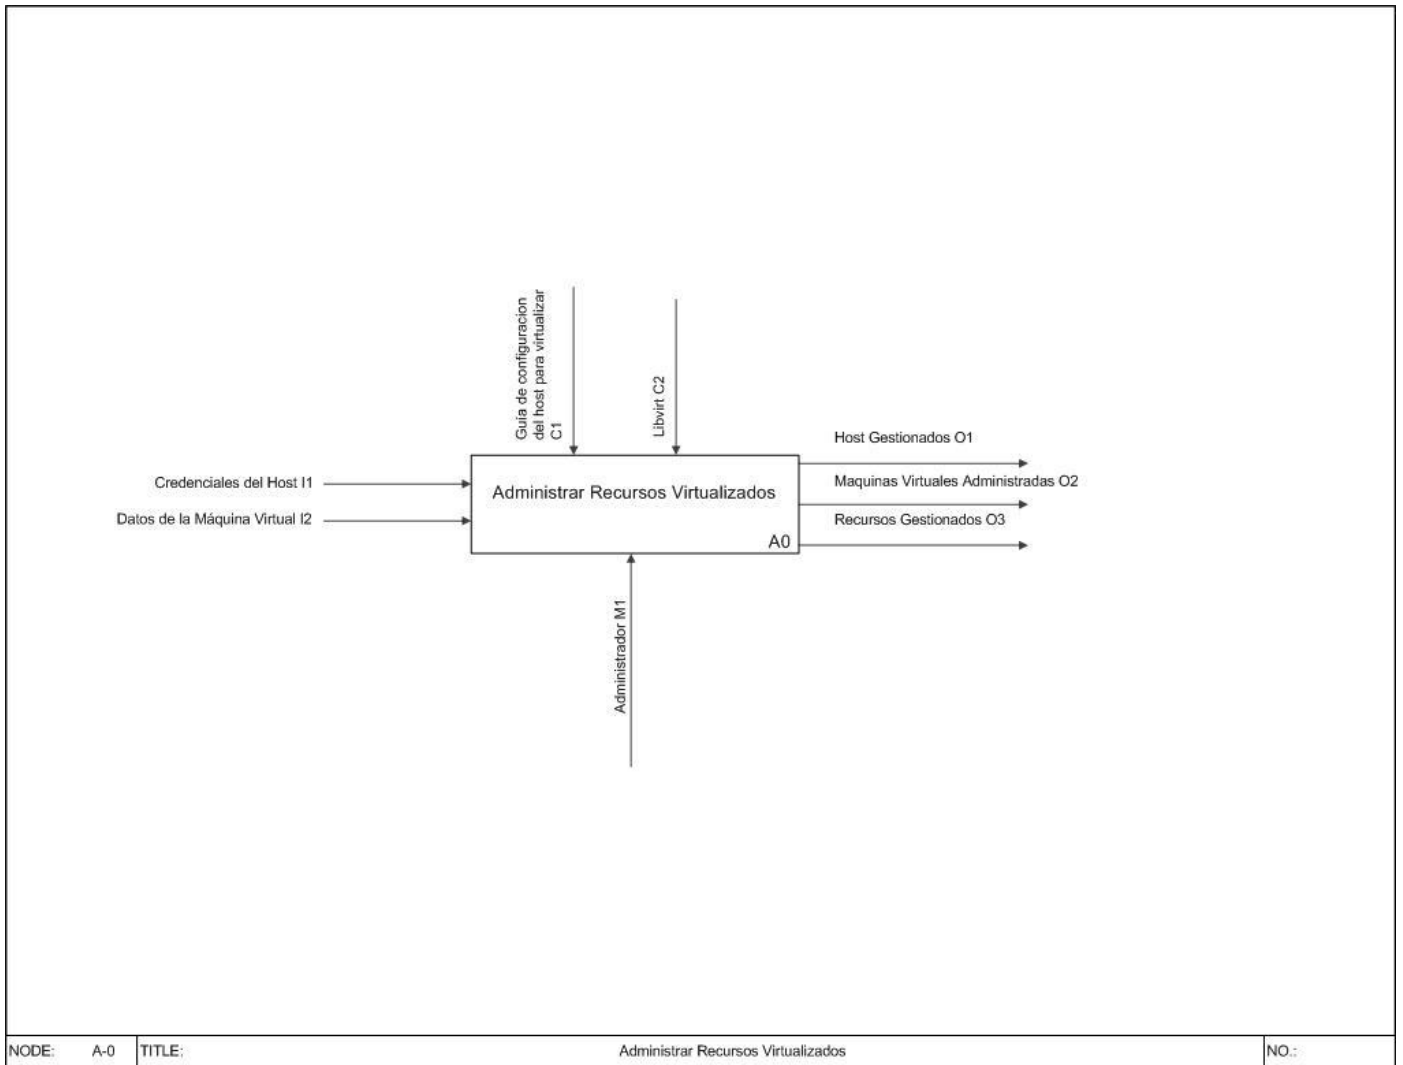 Guia de configuracion
del host para virtualizar
C1
Libvirt C2
Host Gestionados O1
Credenciales del Host I1
Administrar Recursos Virtualizados
Maquinas Virtuales Administradas O2
Datos de la Máquina Virtual I2
Recursos Gestionados O3
A0
Administrador M1
NODE: A-0 TITLE: Administrar Recursos Virtualizados NO.: